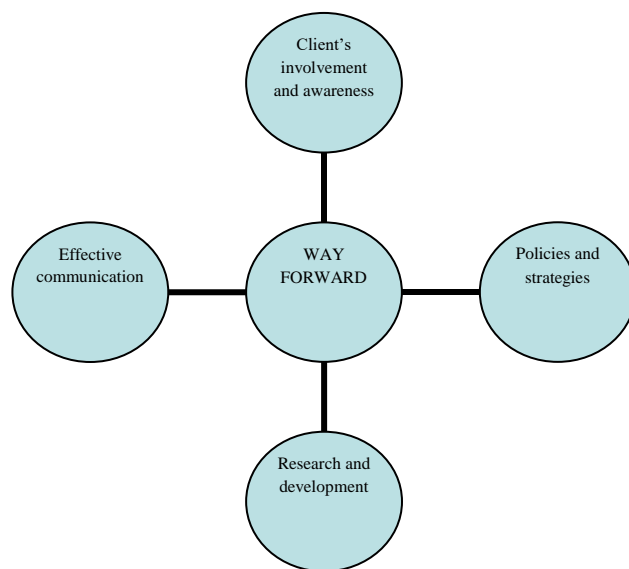 Client’s
involvement
and awareness
Effective
communication
WAY
FORWARD
Policies and
strategies
Research and
development